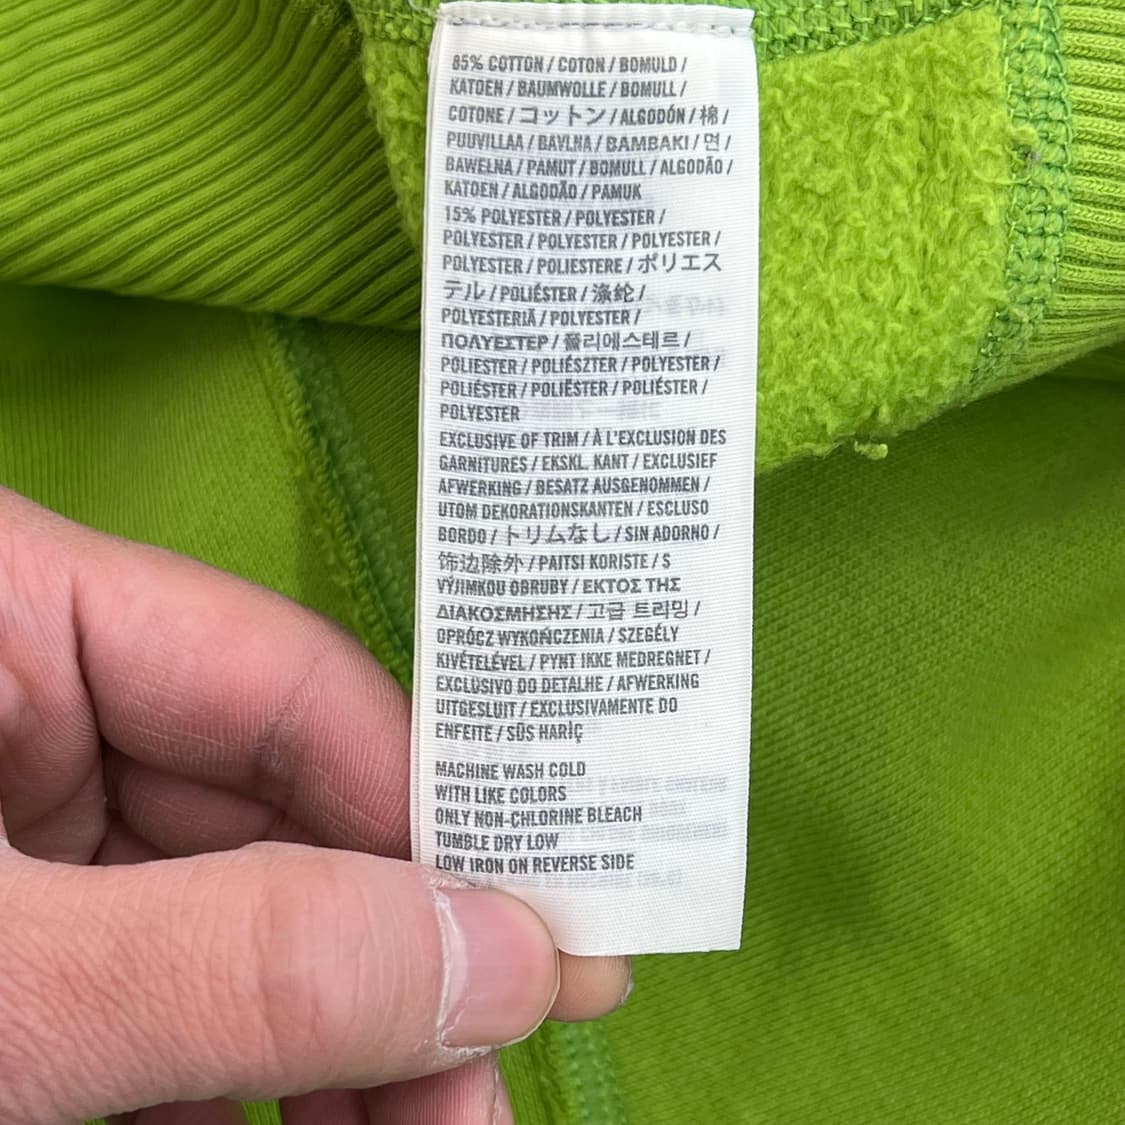 85% COTTON / COTON / BOMULD /
KATOEN / BAUMWOLLE / BOMULL /
COTONE / コットン / ALGODÓN / 棉 /
PUUVILLAA / BAVLNA / BAMBAKI / 면 /
BAWEŁNA / PAMUT / BOMULL / ALGODÃO /
KATOEN / ALGODÃO / PAMUK
15% POLYESTER / POLYESTER /
POLYESTER / POLYESTER / POLYESTER /
POLYESTER / POLIESTERE / ポリエス
テル / POLIÉSTER / 涤纶 /
POLYESTERIÄ / POLYESTER /
ΠΟΛΥΕΣΤΕΡ / 폴리에스테르 /
POLIESTER / POLIÉSZTER / POLYESTER /
POLIÉSTER / POLIËSTER / POLIÉSTER /
POLYESTER
EXCLUSIVE OF TRIM / À L'EXCLUSION DES
GARNITURES / EKSKL. KANT / EXCLUSIEF
AFWERKING / BESATZ AUSGENOMMEN /
UTOM DEKORATIONSKANTEN / ESCLUSO
BORDO / トリムなし / SIN ADORNO /
饰边除外 / PAITSI KORISTE / S
VÝJIMKOU OBRUBY / ΕΚΤΟΣ ΤΗΣ
ΔΙΑΚΟΣΜΗΣΗΣ / 고급 트리밍 /
OPRÓCZ WYKOŃCZENIA / SZEGÉLY
KIVÉTELÉVEL / PYNT IKKE MEDREGNET /
EXCLUSIVO DO DETALHE / AFWERKING
UITGESLUIT / EXCLUSIVAMENTE DO
ENFEITE / SÜS HARİÇ
MACHINE WASH COLD
WITH LIKE COLORS
ONLY NON-CHLORINE BLEACH
TUMBLE DRY LOW
LOW IRON ON REVERSE SIDE